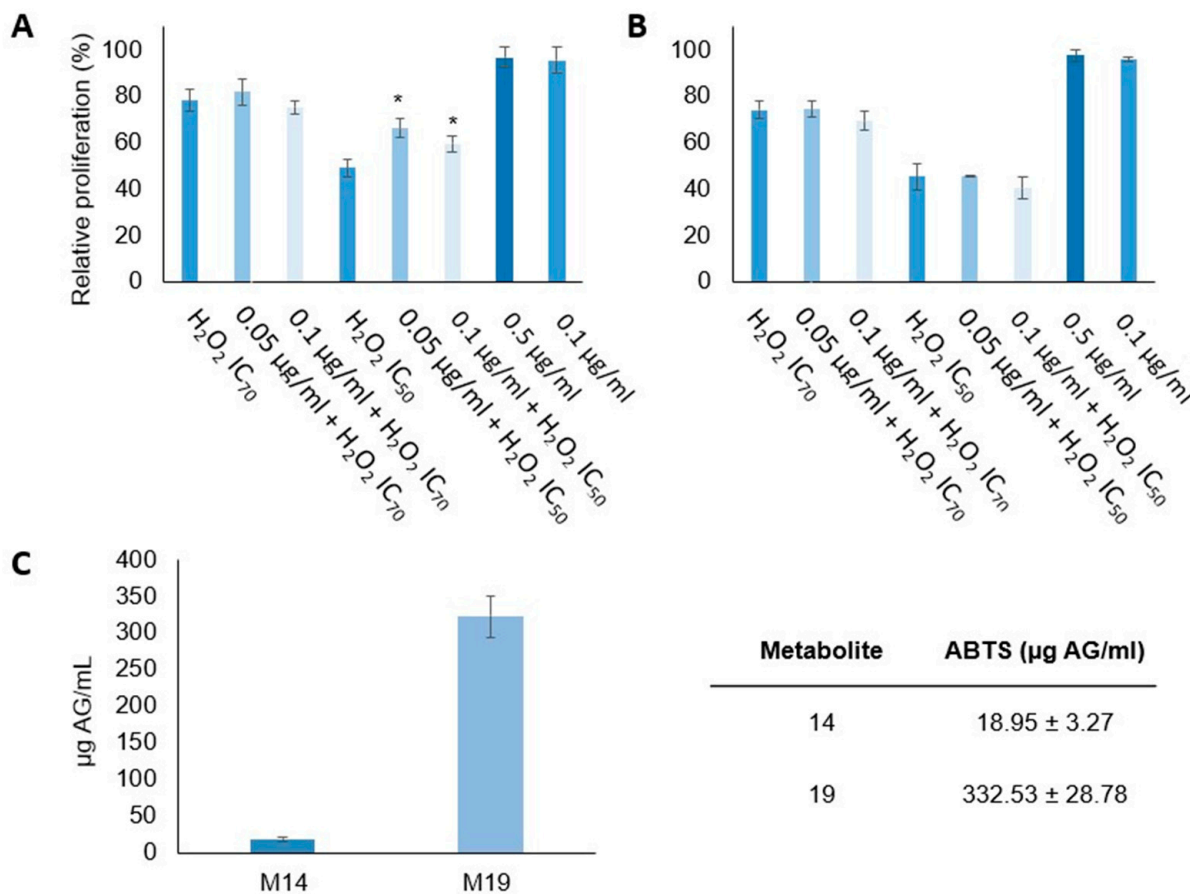 A
Relative proliferation (%)
100
80
60
40
20
0
*
*
H₂O₂ IC₇₀
0.05 µg/ml + H₂O₂ IC₇₀
0.1 µg/ml + H₂O₂ IC₇₀
H₂O₂ IC₅₀
0.05 µg/ml + H₂O₂ IC₅₀
0.1 µg/ml + H₂O₂ IC₅₀
0.5 µg/ml
0.1 µg/ml
B
100
80
60
40
20
0
H₂O₂ IC₇₀
0.05 µg/ml + H₂O₂ IC₇₀
0.1 µg/ml + H₂O₂ IC₇₀
H₂O₂ IC₅₀
0.05 µg/ml + H₂O₂ IC₅₀
0.1 µg/ml + H₂O₂ IC₅₀
0.5 µg/ml
0.1 µg/ml
C
µg AG/mL
400
350
300
250
200
150
100
50
0
M14 M19
Metabolite ABTS (µg AG/ml)
14 18.95 ± 3.27
19 332.53 ± 28.78